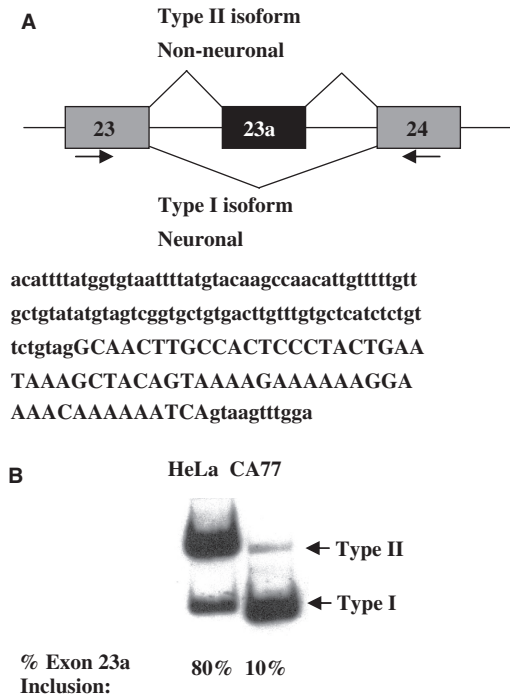 A
Type II isoform
Non-neuronal
23
23a
24
Type I isoform
Neuronal
acattttatggtgtaattttatgtacaagccaacattgtttttgtt
gctgtatatgtagtcggtgctgtgacttgtttgtgctcatctctgt
tctgtagGCAACTTGCCACTCCCTACTGAA
TAAAGCTACAGTAAAAGAAAAAAGGA
AAACAAAAAATCAgtaagtttgga
B
HeLa CA77
Type II
Type I
% Exon 23a
Inclusion:
80% 10%